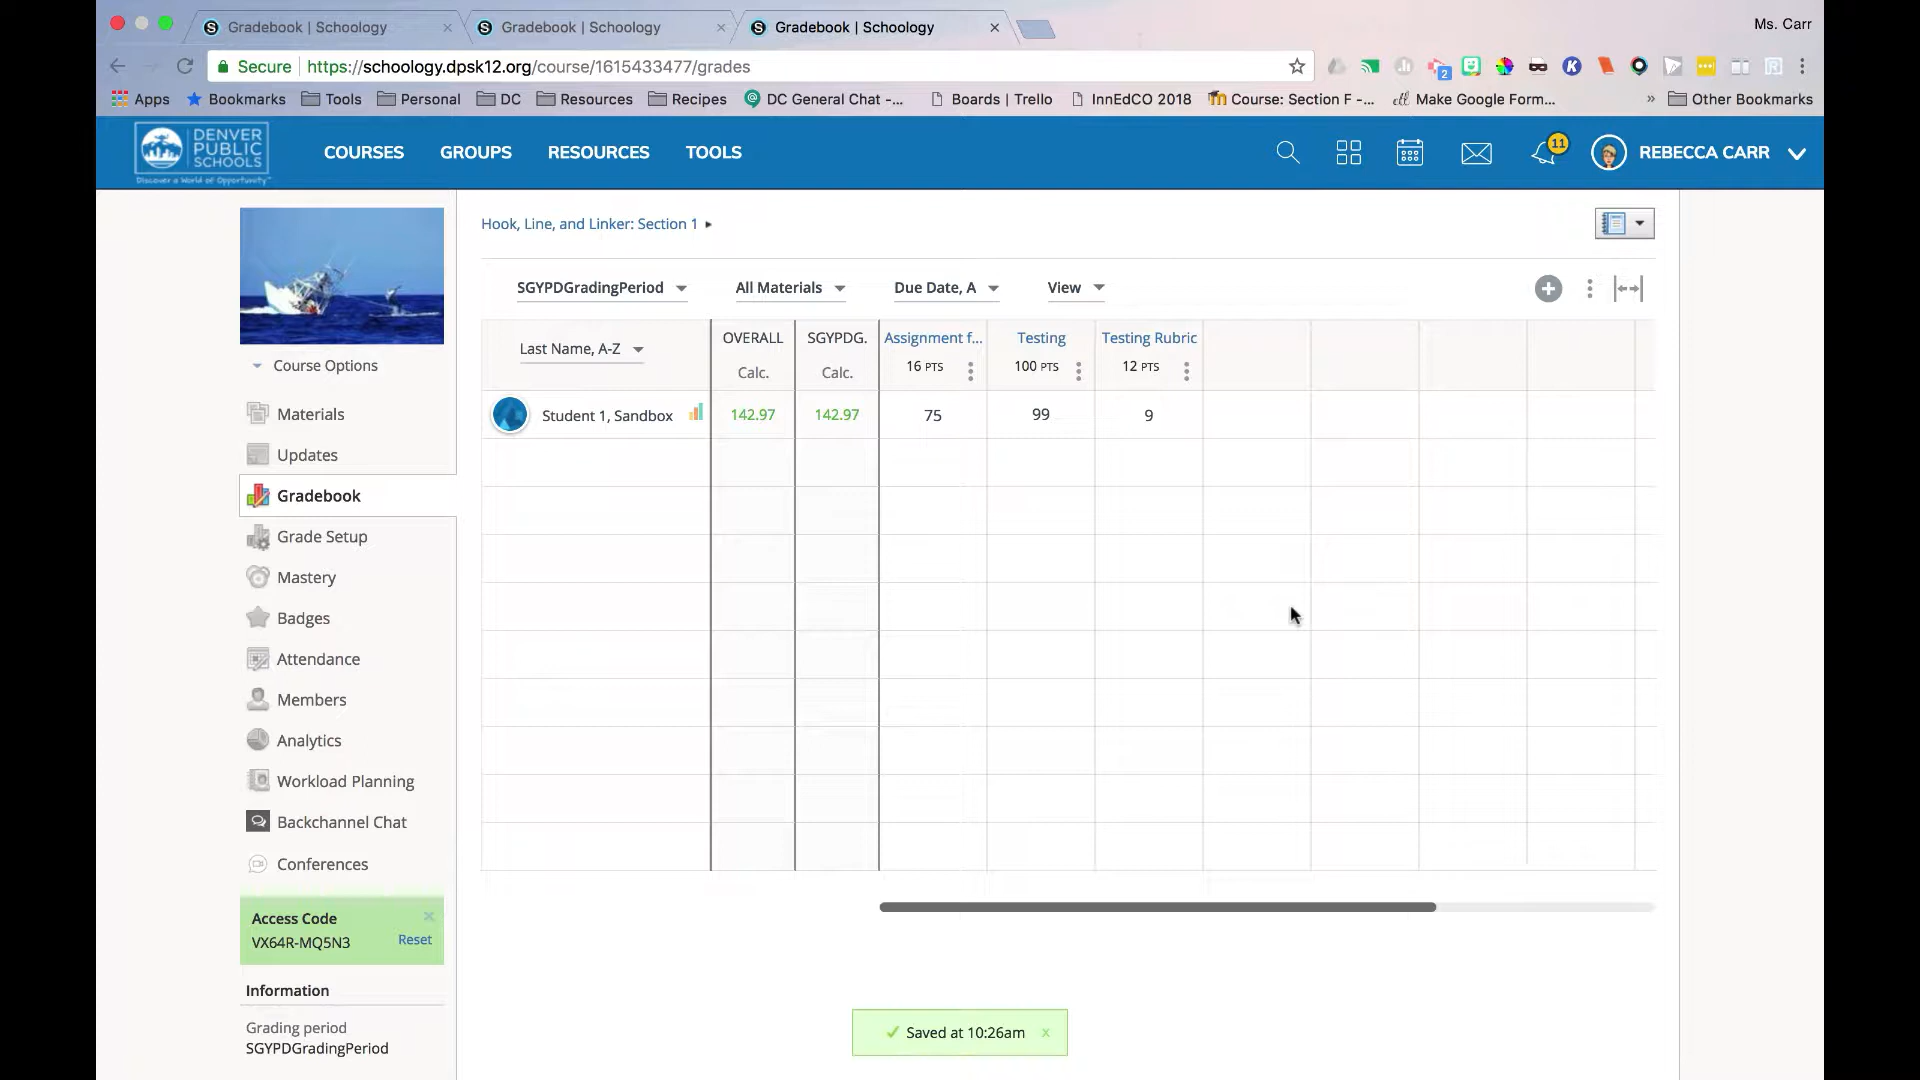 Gradebook | Schoology
Gradebook | Schoology
Gradebook | Schoology
Ms. Carr
Secure
https://schoology.dpsk12.org/course/1615433477/grades
2
Apps
Bookmarks
Tools
Personal
DC
Resources
Recipes
DC General Chat -...
Boards | Trello
InnEdCO 2018
Course: Section F -...
Make Google Form...
»
Other Bookmarks
DENVER
PUBLIC
SCHOOLS
Discover a World of Opportunity™
COURSES
GROUPS
RESOURCES
TOOLS
11
REBECCA CARR
Course Options
Materials
Updates
Gradebook
Grade Setup
Mastery
Badges
Attendance
Members
Analytics
Workload Planning
Backchannel Chat
Conferences
Access Code
VX64R-MQ5N3
Reset
Information
Grading period
SGYPDGradingPeriod
Hook, Line, and Linker: Section 1
SGYPDGradingPeriod
All Materials
Due Date, A
View
Last Name, A-Z
OVERALL
Calc.
SGYPDG.
Calc.
Assignment f...
16 PTS
Testing
100 PTS
Testing Rubric
12 PTS
Student 1, Sandbox
142.97
142.97
75
99
9
Saved at 10:26am